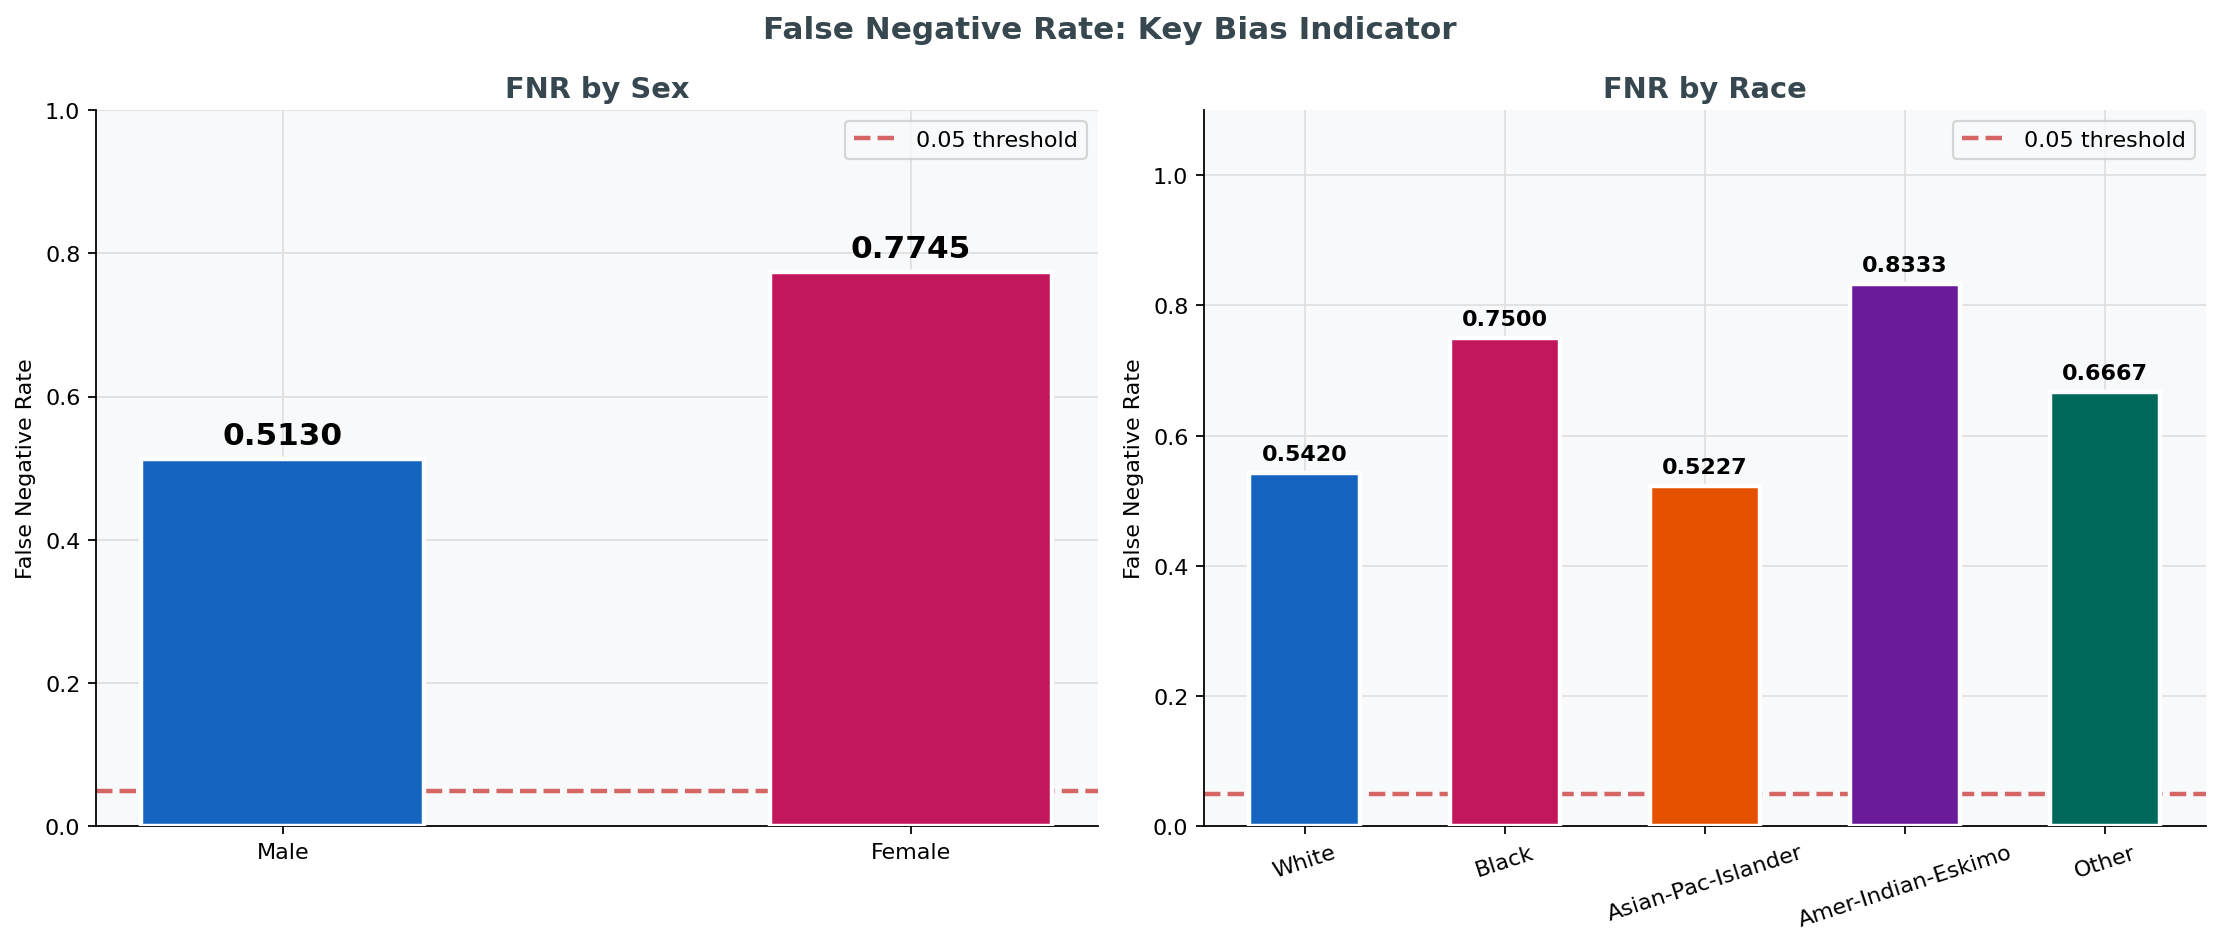 False Negative Rate: Key Bias Indicator
FNR by Sex
0.05 threshold
False Negative Rate
1.0
0.8
0.6
0.4
0.2
0.0
0.5130
0.7745
Male
Female
FNR by Race
0.05 threshold
False Negative Rate
1.0
0.8
0.6
0.4
0.2
0.0
0.5420
0.7500
0.5227
0.8333
0.6667
White
Black
Asian-Pac-Islander
Amer-Indian-Eskimo
Other